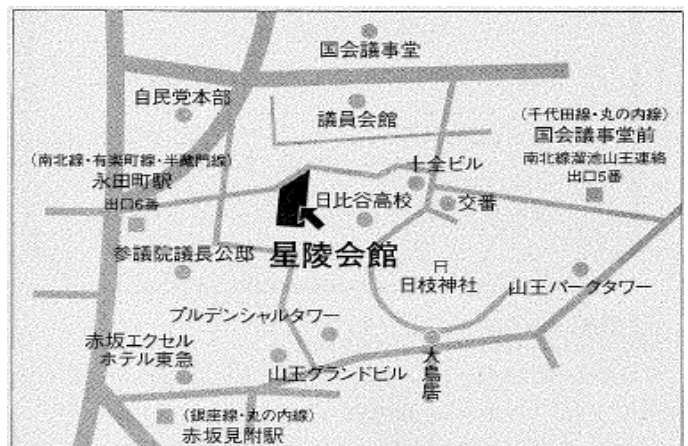 国会議事堂
自民党本部
議員会館
(千代田線・丸の内線)
国会議事堂前
南北線溜池山王連絡
出口5番
(南北線・有楽町線・半蔵門線)
永田町駅
出口6番
十全ビル
日比谷高校
交番
参議院議長公邸
星陵会館
日枝神社
山王パークタワー
プルデンシャルタワー
赤坂エクセル
ホテル東急
山王グランドビル
大鳥居
(銀座線・丸の内線)
赤坂見附駅